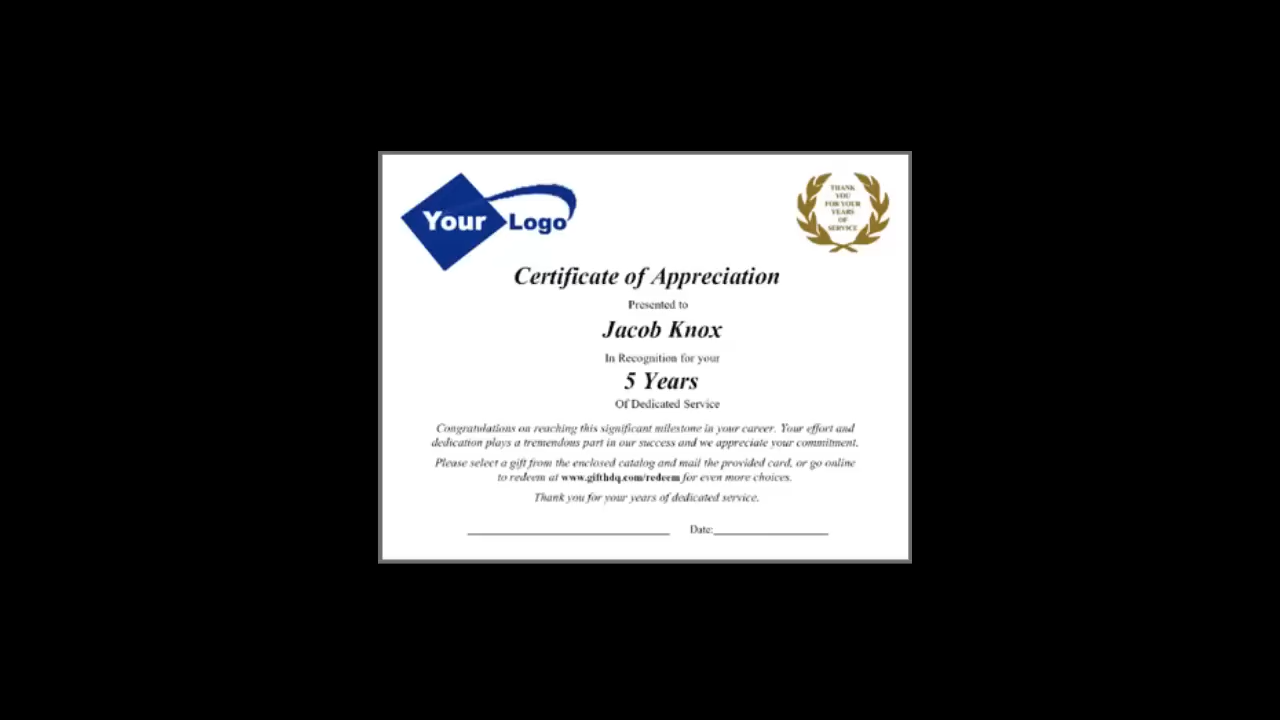 Your Logo
THANK
YOU
FOR YOUR
YEARS
OF
SERVICE
Certificate of Appreciation
Presented to
Jacob Knox
In Recognition for your
5 Years
Of Dedicated Service
Congratulations on reaching this significant milestone in your career. Your effort and
dedication plays a tremendous part in our success and we appreciate your commitment.
Please select a gift from the enclosed catalog and mail the provided card, or go online
to redeem at www.gifthdq.com/redeem for even more choices.
Thank you for your years of dedicated service.
Date: